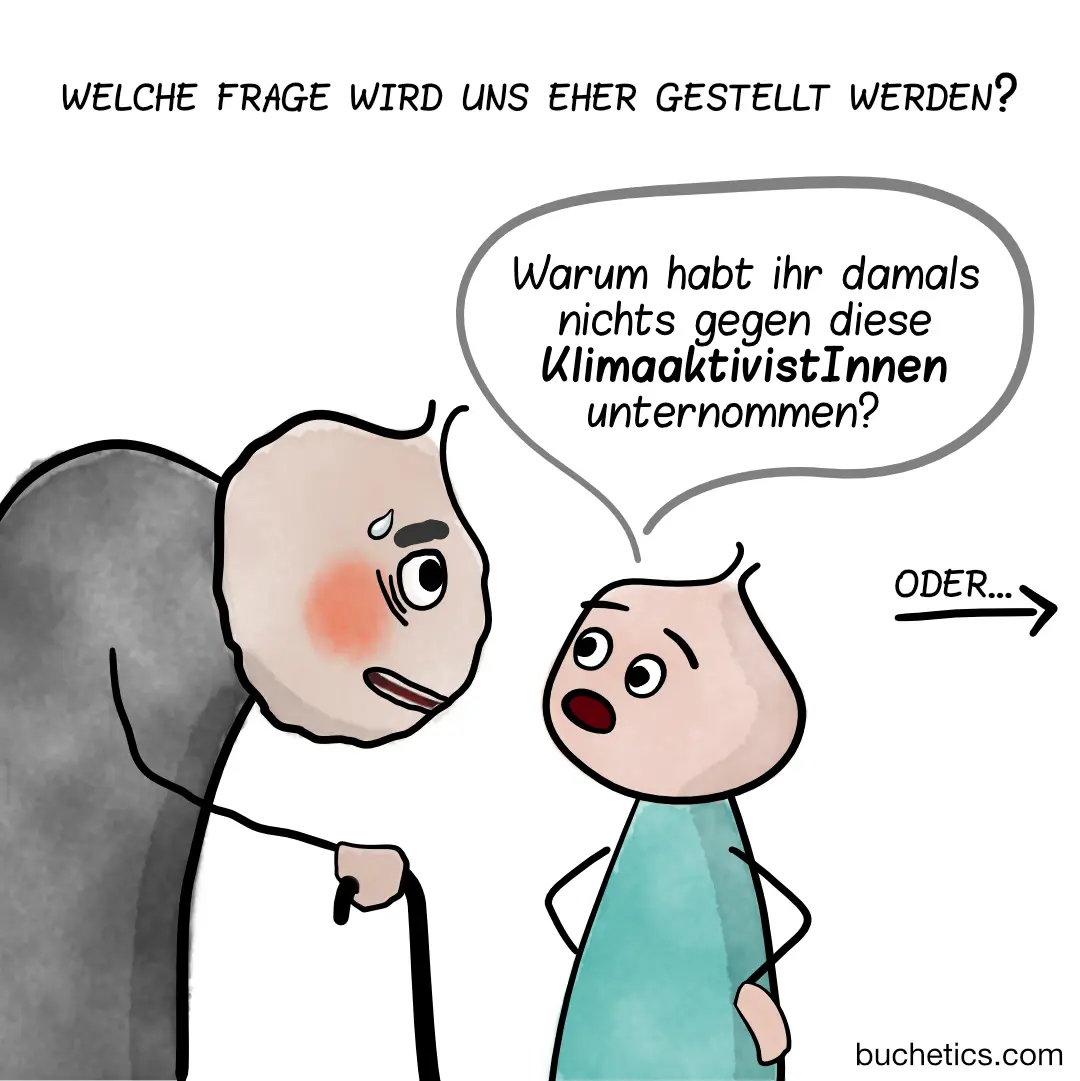 WELCHE FRAGE WIRD UNS EHER GESTELLT WERDEN?
Warum habt ihr damals
nichts gegen diese
KlimaaktivistInnen
unternommen?
ODER...
buchetics.com